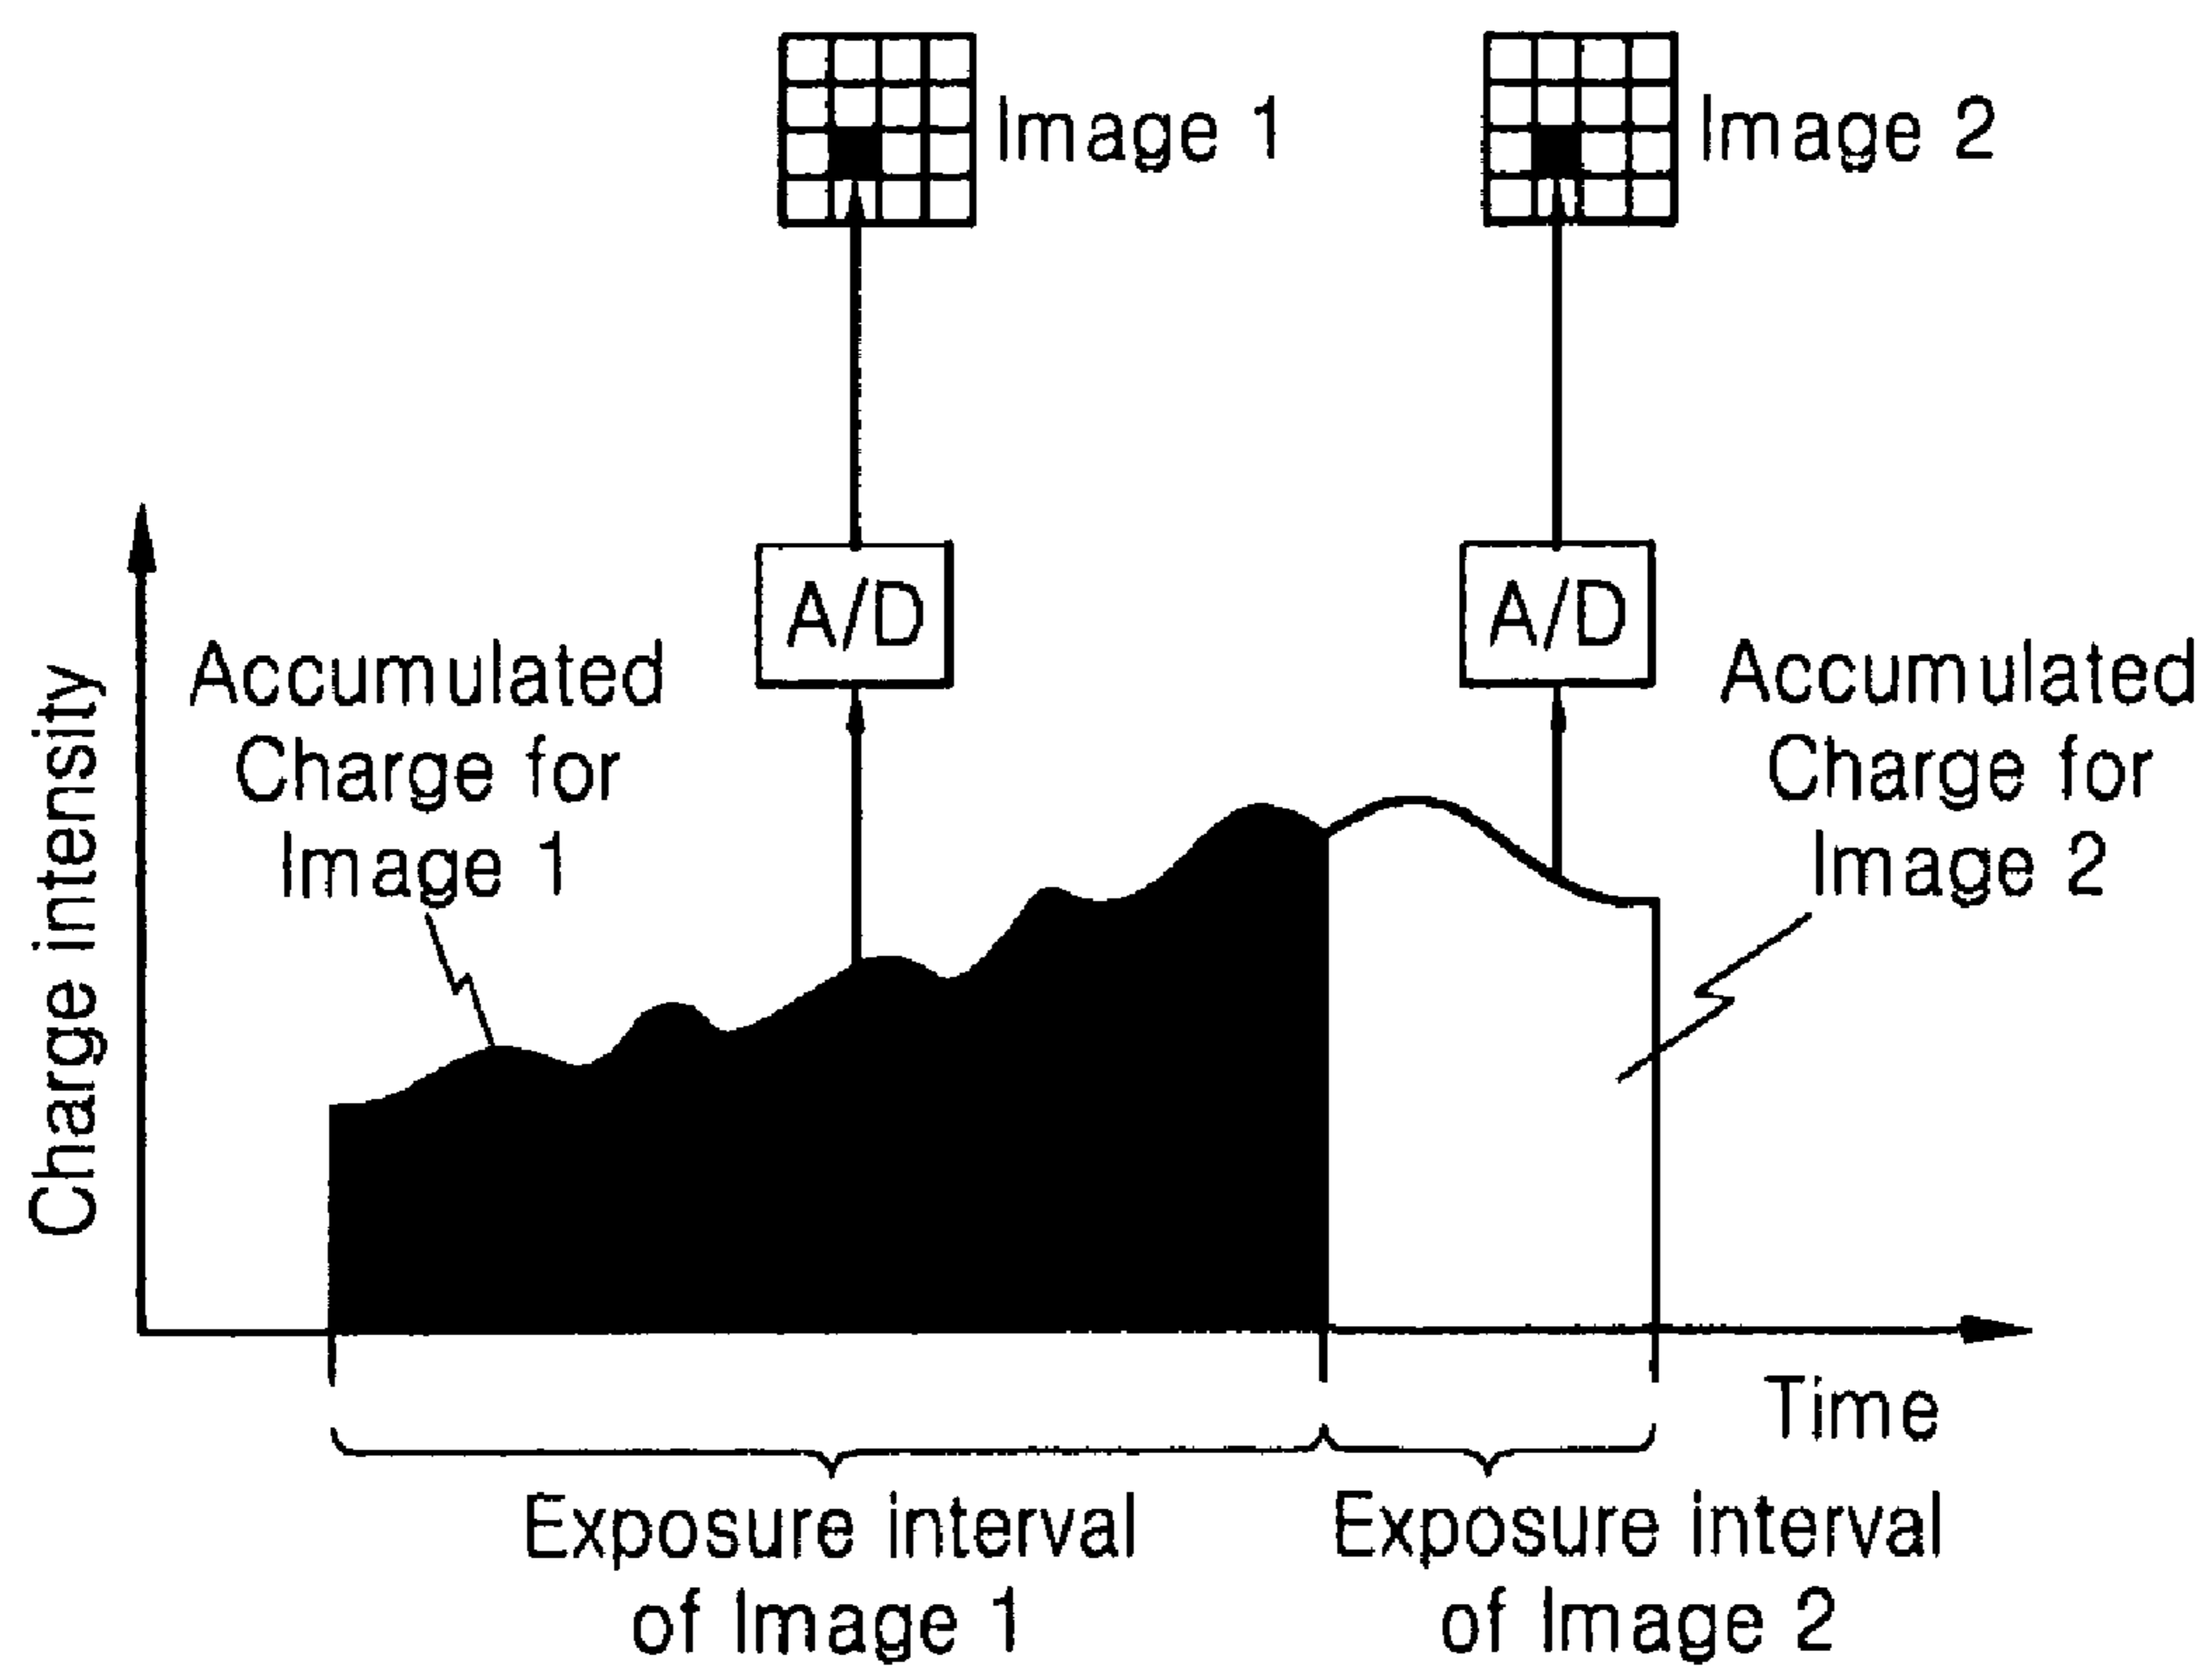 Image 1
Image 2
A/D
A/D
Accumulated
Charge for
Image 1
Accumulated
Charge for
Image 2
Charge intensity
Time
Exposure interval
of Image 1
Exposure interval
of Image 2